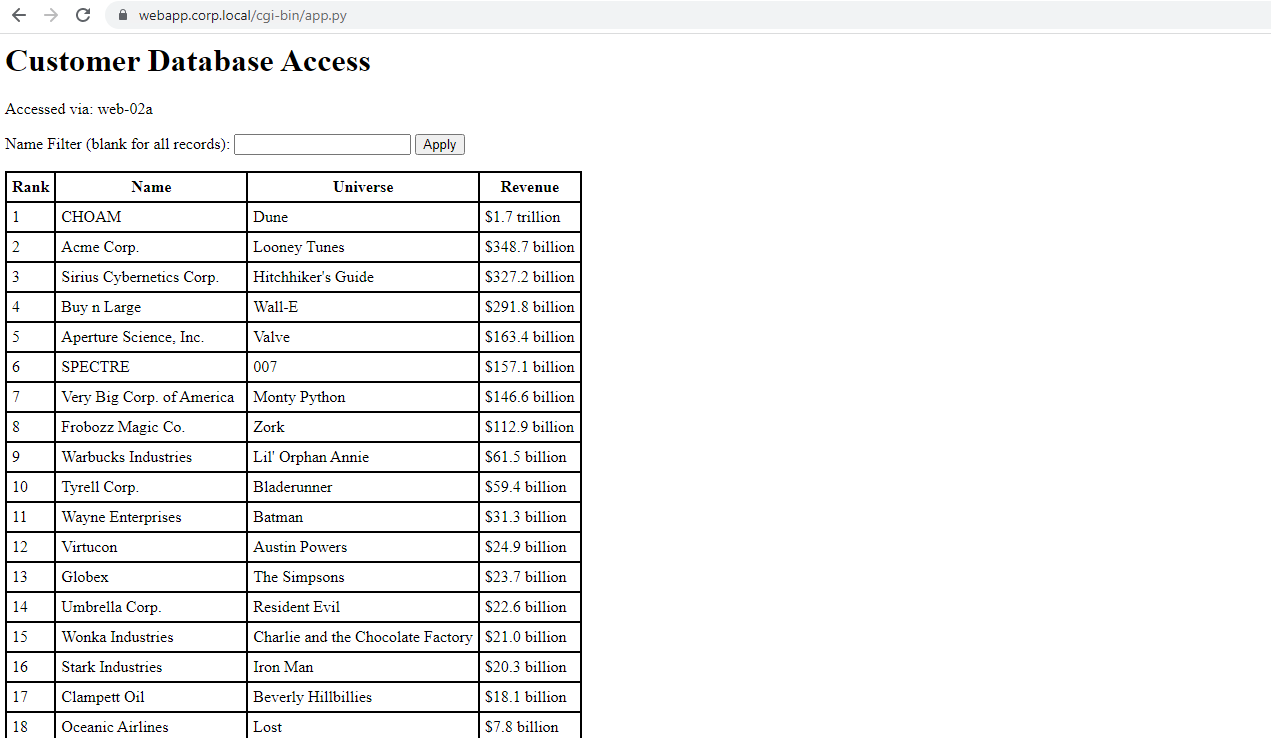 webapp.corp.local/cgi-bin/app.py
Customer Database Access
Accessed via: web-02a
Name Filter (blank for all records): Apply
Rank Name Universe Revenue
1 CHOAM Dune $1.7 trillion
2 Acme Corp. Looney Tunes $348.7 billion
3 Sirius Cybernetics Corp. Hitchhiker's Guide $327.2 billion
4 Buy n Large Wall-E $291.8 billion
5 Aperture Science, Inc. Valve $163.4 billion
6 SPECTRE 007 $157.1 billion
7 Very Big Corp. of America Monty Python $146.6 billion
8 Frobozz Magic Co. Zork $112.9 billion
9 Warbucks Industries Lil' Orphan Annie $61.5 billion
10 Tyrell Corp. Bladerunner $59.4 billion
11 Wayne Enterprises Batman $31.3 billion
12 Virtucon Austin Powers $24.9 billion
13 Globex The Simpsons $23.7 billion
14 Umbrella Corp. Resident Evil $22.6 billion
15 Wonka Industries Charlie and the Chocolate Factory $21.0 billion
16 Stark Industries Iron Man $20.3 billion
17 Clampett Oil Beverly Hillbillies $18.1 billion
18 Oceanic Airlines Lost $7.8 billion